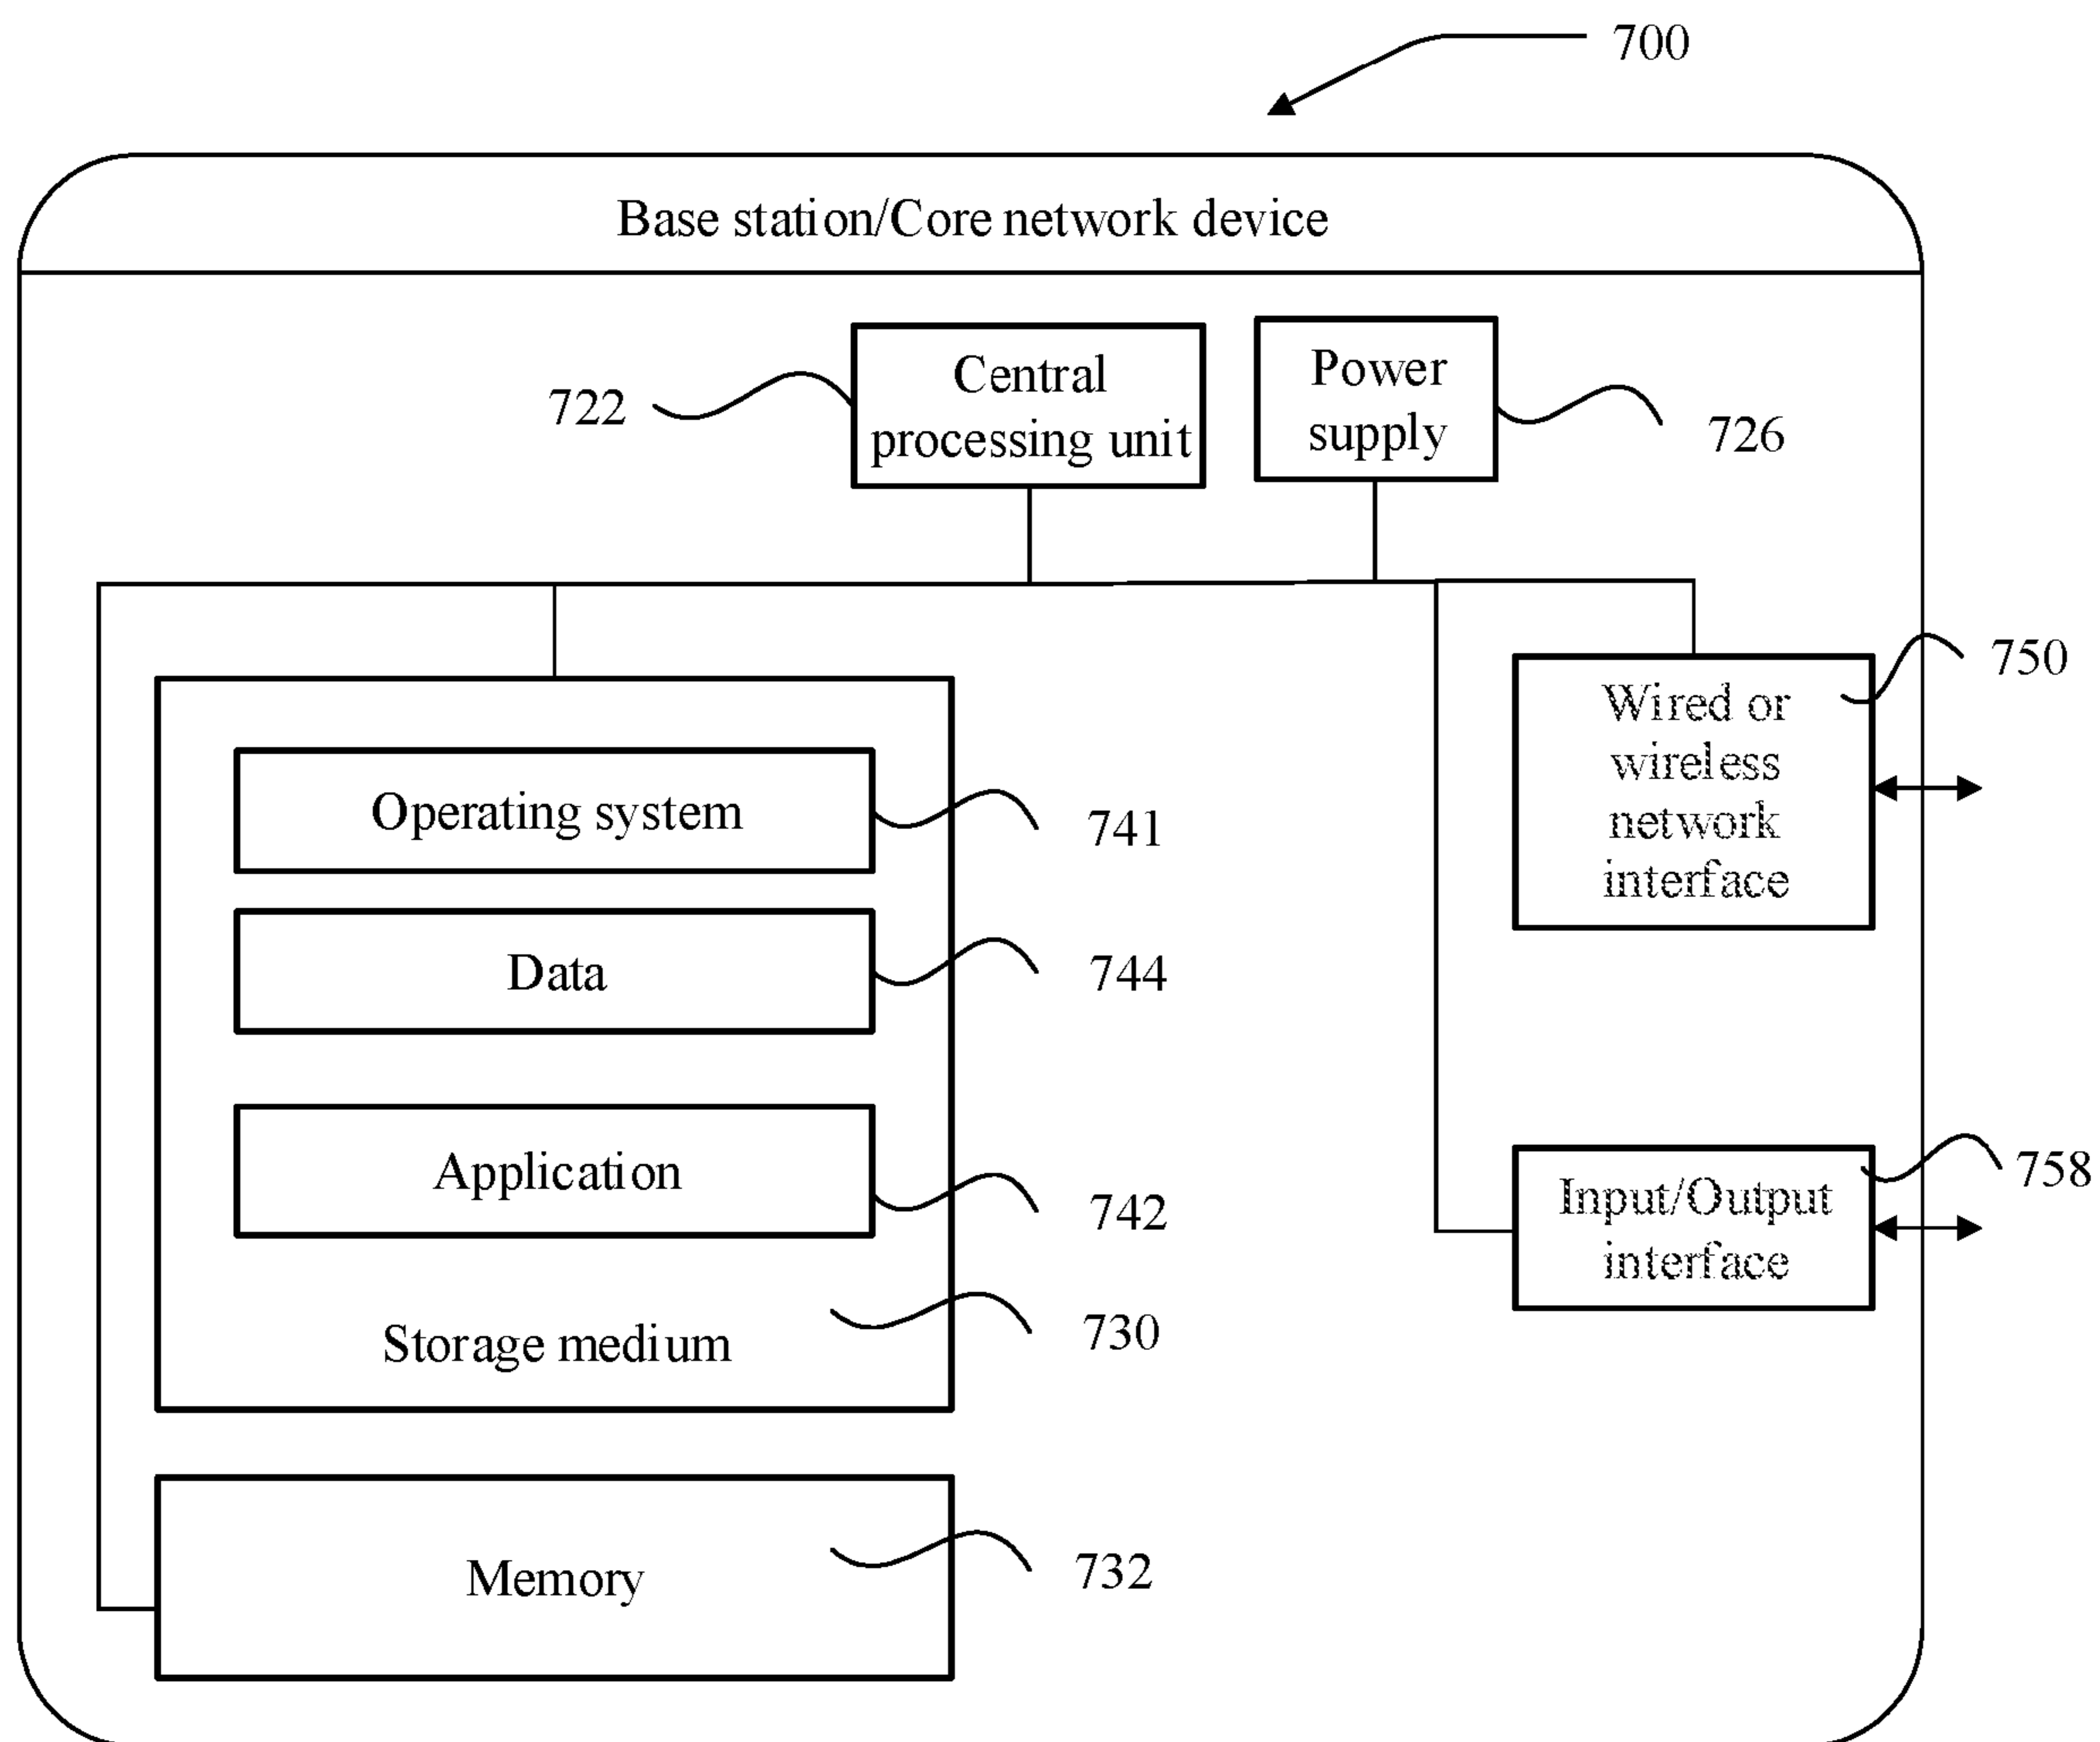 700
Base station/Core network device
722
Central
processing unit
Power
supply
726
750
Wired or
wireless
network
interface
Operating system
741
Data
744
Application
742
758
Input/Output
interface
Storage medium
730
Memory
732